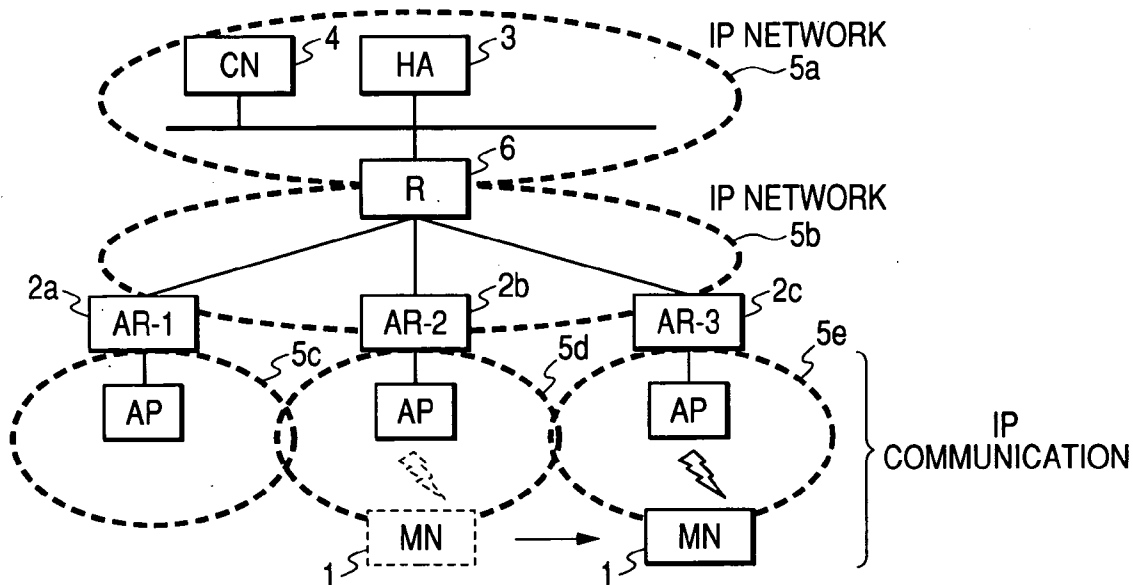 IP NETWORK
4
3
5a
CN
HA
6
R
IP NETWORK
5b
2a
2b
2c
AR-1
AR-2
AR-3
5c
5d
5e
AP
AP
AP
IP
COMMUNICATION
MN
MN
1
1